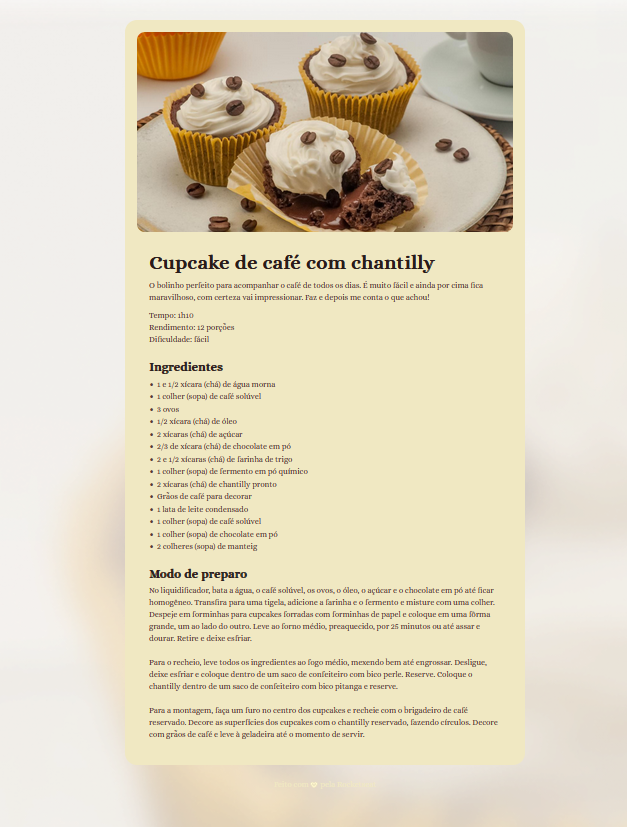 Cupcake de café com chantilly
O bolinho perfeito para acompanhar o café de todos os dias. É muito fácil e ainda por cima fica
maravilhoso, com certeza vai impressionar. Faz e depois me conta o que achou!
Tempo: 1h10
Rendimento: 12 porções
Dificuldade: fácil
Ingredientes
• 1 e 1/2 xícara (chá) de água morna
• 1 colher (sopa) de café solúvel
• 3 ovos
• 1/2 xícara (chá) de óleo
• 2 xícaras (chá) de açúcar
• 2/3 de xícara (chá) de chocolate em pó
• 2 e 1/2 xícaras (chá) de farinha de trigo
• 1 colher (sopa) de fermento em pó químico
• 2 xícaras (chá) de chantilly pronto
• Grãos de café para decorar
• 1 lata de leite condensado
• 1 colher (sopa) de café solúvel
• 1 colher (sopa) de chocolate em pó
• 2 colheres (sopa) de manteig
Modo de preparo
No liquidificador, bata a água, o café solúvel, os ovos, o óleo, o açúcar e o chocolate em pó até ficar
homogêneo. Transfira para uma tigela, adicione a farinha e o fermento e misture com uma colher.
Despeje em forminhas para cupcakes forradas com forminhas de papel e coloque em uma fôrma
grande, um ao lado do outro. Leve ao forno médio, preaquecido, por 25 minutos ou até assar e
dourar. Retire e deixe esfriar.
Para o recheio, leve todos os ingredientes ao fogo médio, mexendo bem até engrossar. Desligue,
deixe esfriar e coloque dentro de um saco de confeiteiro com bico perle. Reserve. Coloque o
chantilly dentro de um saco de confeiteiro com bico pitanga e reserve.
Para a montagem, faça um furo no centro dos cupcakes e recheie com o brigadeiro de café
reservado. Decore as superfícies dos cupcakes com o chantilly reservado, fazendo círculos. Decore
com grãos de café e leve à geladeira até o momento de servir.